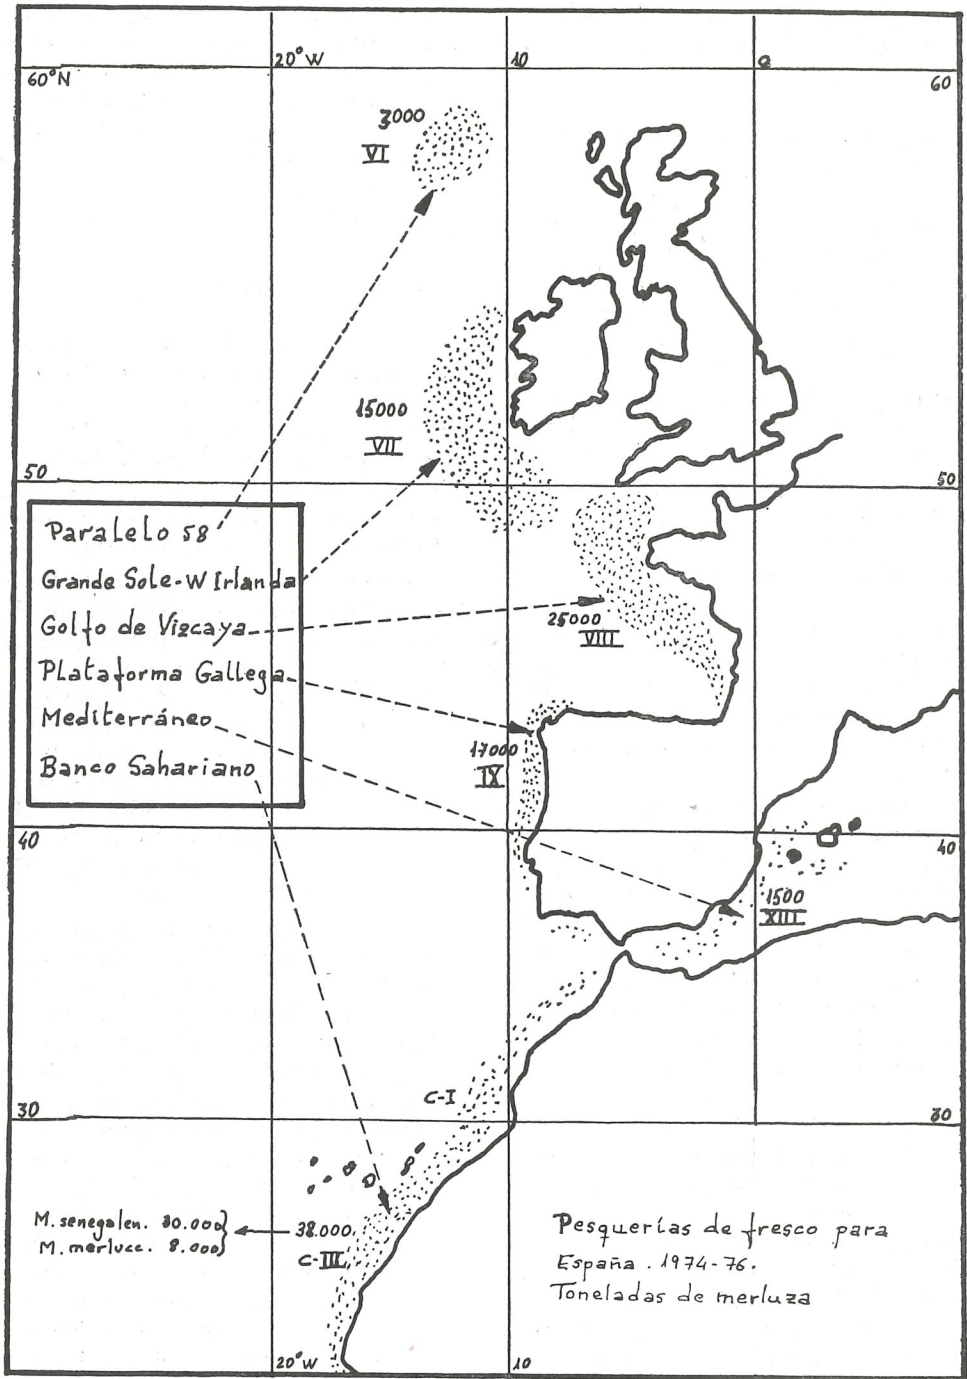 20°W 10 0
60°N 60
3000
VI
15000
VII
50 50
Paralelo 58
Grande Sole-W Irlanda
Golfo de Vizcaya
25000
VIII
Plataforma Gallega
Mediterráneo
17000
IX
Banco Sahariano
40 40
1500
XIII
C-I
30 30
M. senegalen. 30.000
M. merlucc. 8.000
38.000
C-III
Pesquerías de fresco para
España . 1974-76.
Toneladas de merluza
20°W 10